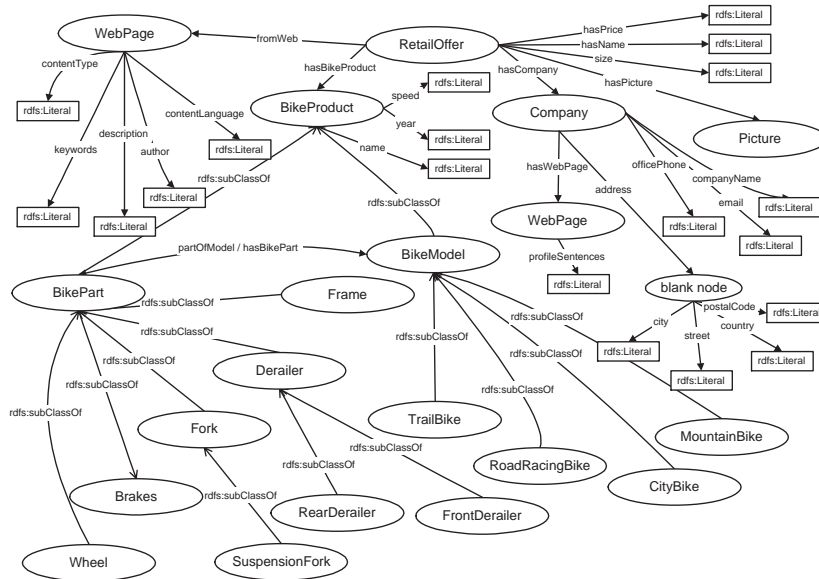 WebPage
fromWeb
RetailOffer
hasPrice
rdfs:Literal
hasName
rdfs:Literal
size
rdfs:Literal
hasPicture
Picture
contentType
rdfs:Literal
keywords
rdfs:Literal
description
rdfs:Literal
author
rdfs:Literal
contentLanguage
rdfs:Literal
hasBikeProduct
BikeProduct
speed
rdfs:Literal
year
rdfs:Literal
name
rdfs:Literal
hasCompany
Company
hasWebPage
WebPage
profileSentences
rdfs:Literal
officePhone
rdfs:Literal
companyName
rdfs:Literal
email
rdfs:Literal
address
blank node
city
rdfs:Literal
street
rdfs:Literal
postalCode
rdfs:Literal
country
rdfs:Literal
rdfs:subClassOf
rdfs:subClassOf
partOfModel / hasBikePart
BikePart
BikeModel
rdfs:subClassOf
Frame
rdfs:subClassOf
Derailer
rdfs:subClassOf
Fork
rdfs:subClassOf
Brakes
rdfs:subClassOf
Wheel
rdfs:subClassOf
SuspensionFork
rdfs:subClassOf
RearDerailer
rdfs:subClassOf
FrontDerailer
rdfs:subClassOf
TrailBike
rdfs:subClassOf
RoadRacingBike
rdfs:subClassOf
CityBike
rdfs:subClassOf
MountainBike